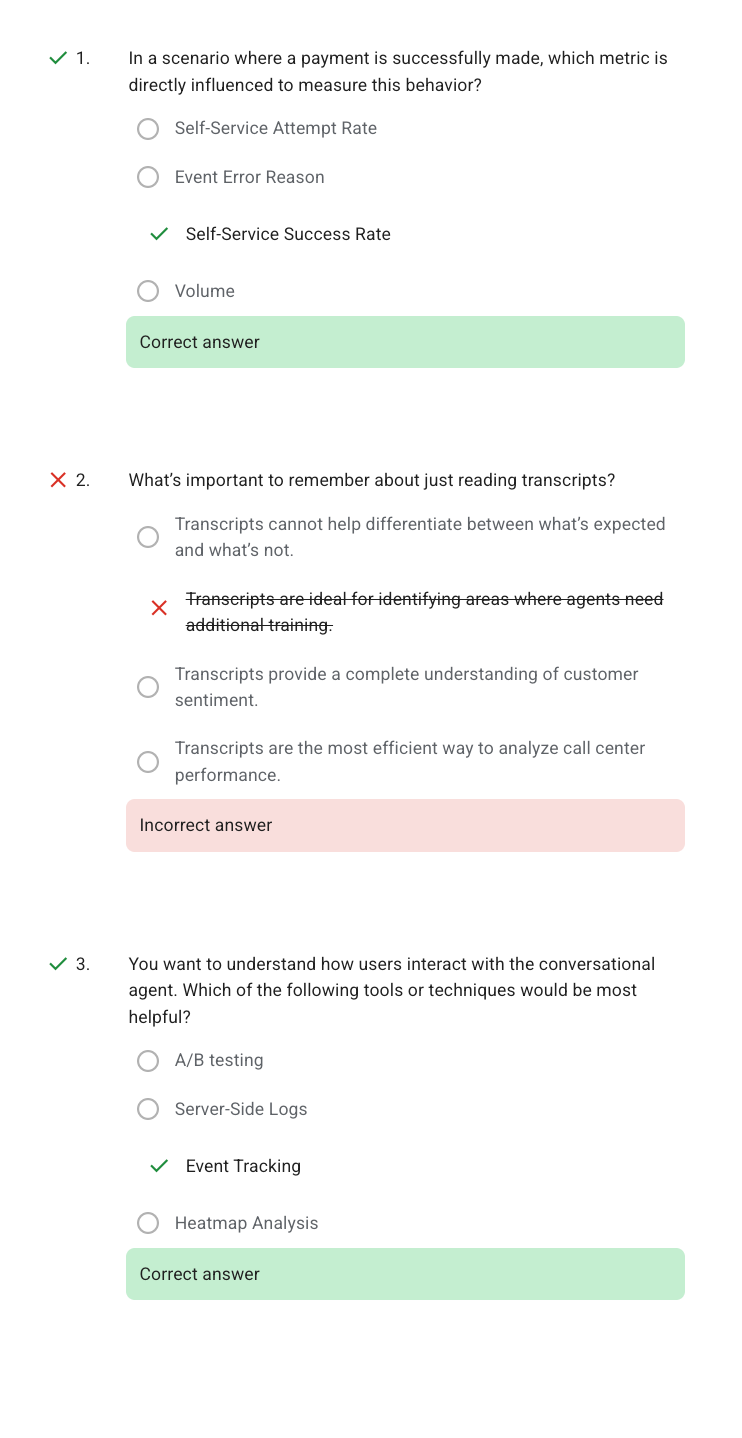 1.
In a scenario where a payment is successfully made, which metric is
directly influenced to measure this behavior?
Self-Service Attempt Rate
Event Error Reason
Self-Service Success Rate
Volume
Correct answer
2.
What’s important to remember about just reading transcripts?
Transcripts cannot help differentiate between what’s expected
and what’s not.
Transcripts are ideal for identifying areas where agents need
additional training.
Transcripts provide a complete understanding of customer
sentiment.
Transcripts are the most efficient way to analyze call center
performance.
Incorrect answer
3.
You want to understand how users interact with the conversational
agent. Which of the following tools or techniques would be most
helpful?
A/B testing
Server-Side Logs
Event Tracking
Heatmap Analysis
Correct answer